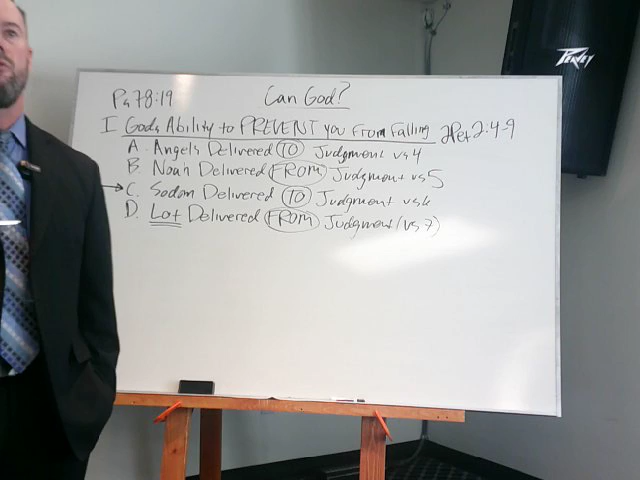 Ps 78:19 Can God?
I Gods Ability to PREVENT you From Falling 2Pet 2:4-9
A. Angels Delivered TO Judgment vs 4
B. Noah Delivered FROM Judgment vs 5
→ C. Sodom Delivered TO Judgment vs 6
D. Lot Delivered FROM Judgment (vs 7)
PEAVEY